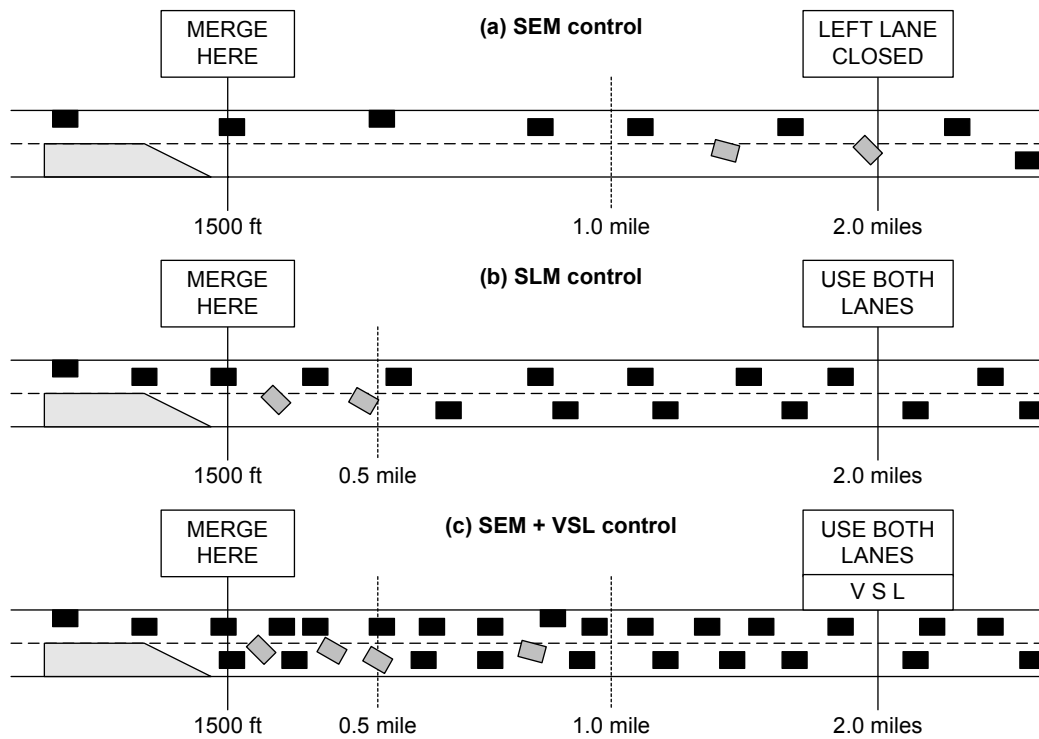 MERGE
HERE
(a) SEM control
LEFT LANE
CLOSED
1500 ft
1.0 mile
2.0 miles
MERGE
HERE
(b) SLM control
USE BOTH
LANES
1500 ft
0.5 mile
2.0 miles
MERGE
HERE
(c) SEM + VSL control
USE BOTH
LANES
V S L
1500 ft
0.5 mile
1.0 mile
2.0 miles